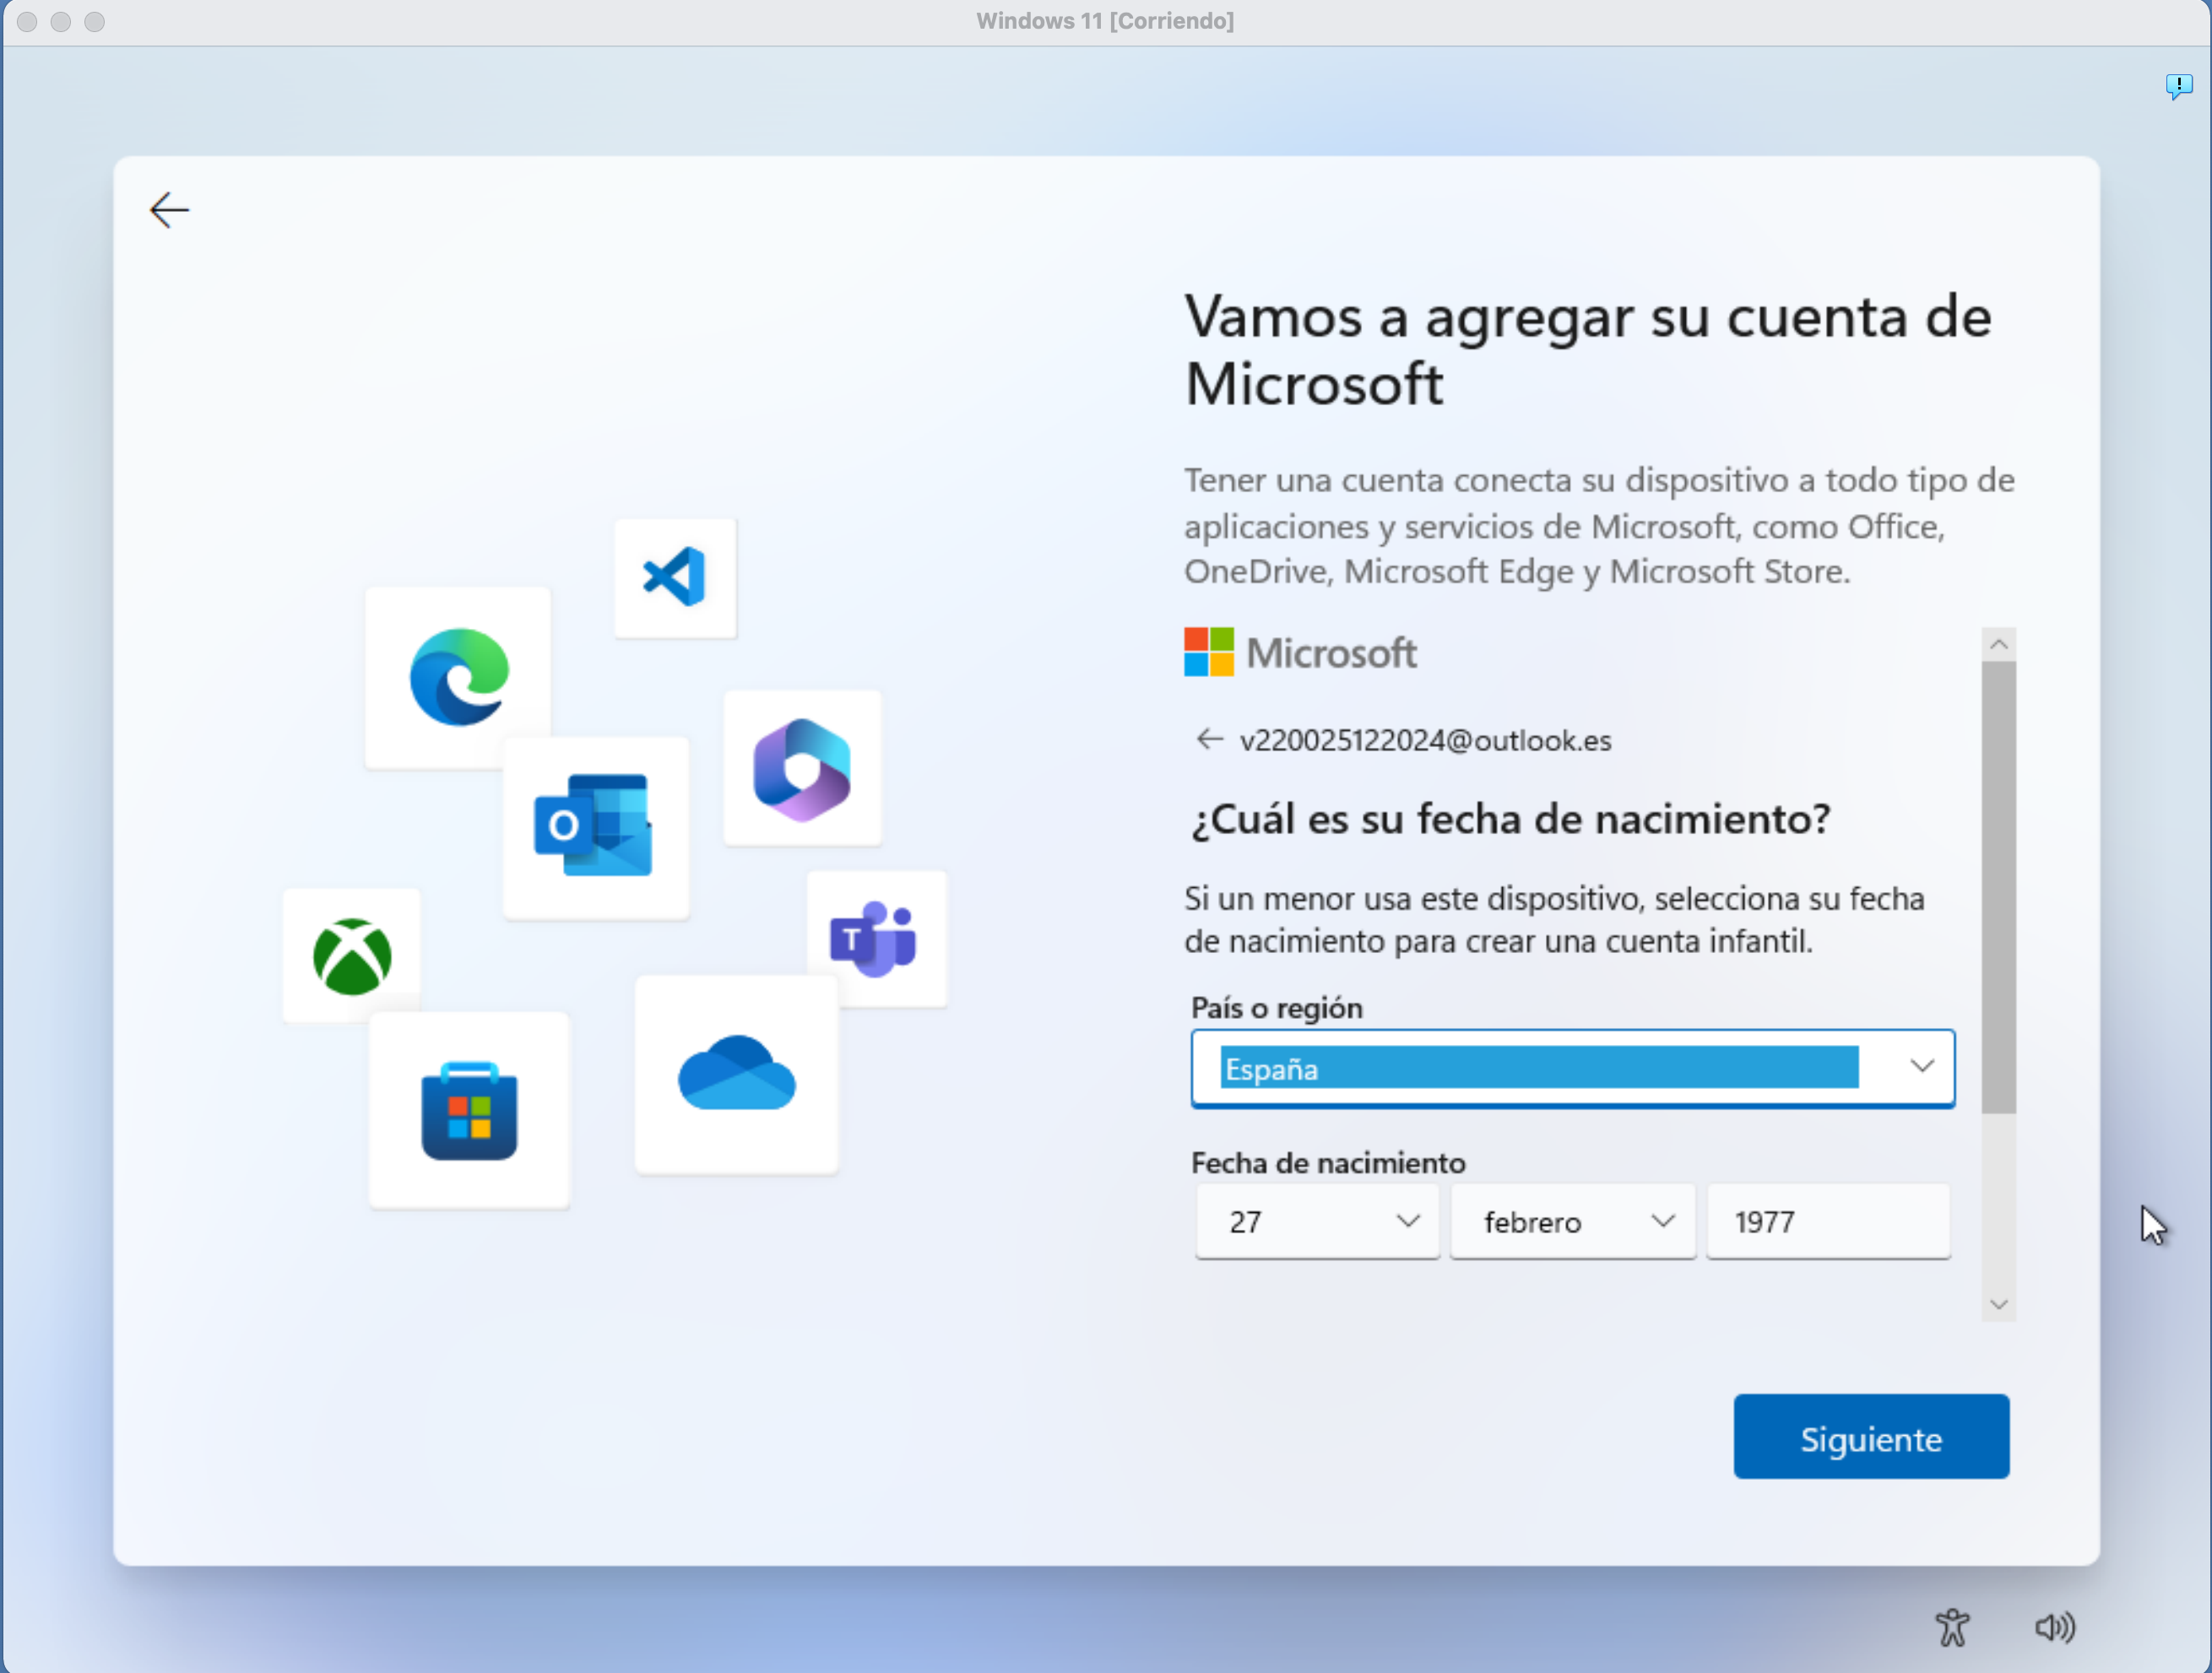 Windows 11 [Corriendo]
Vamos a agregar su cuenta de
Microsoft
Tener una cuenta conecta su dispositivo a todo tipo de
aplicaciones y servicios de Microsoft, como Office,
OneDrive, Microsoft Edge y Microsoft Store.
Microsoft
v220025122024@outlook.es
¿Cuál es su fecha de nacimiento?
Si un menor usa este dispositivo, selecciona su fecha
de nacimiento para crear una cuenta infantil.
País o región
España
Fecha de nacimiento
27 febrero 1977
Siguiente